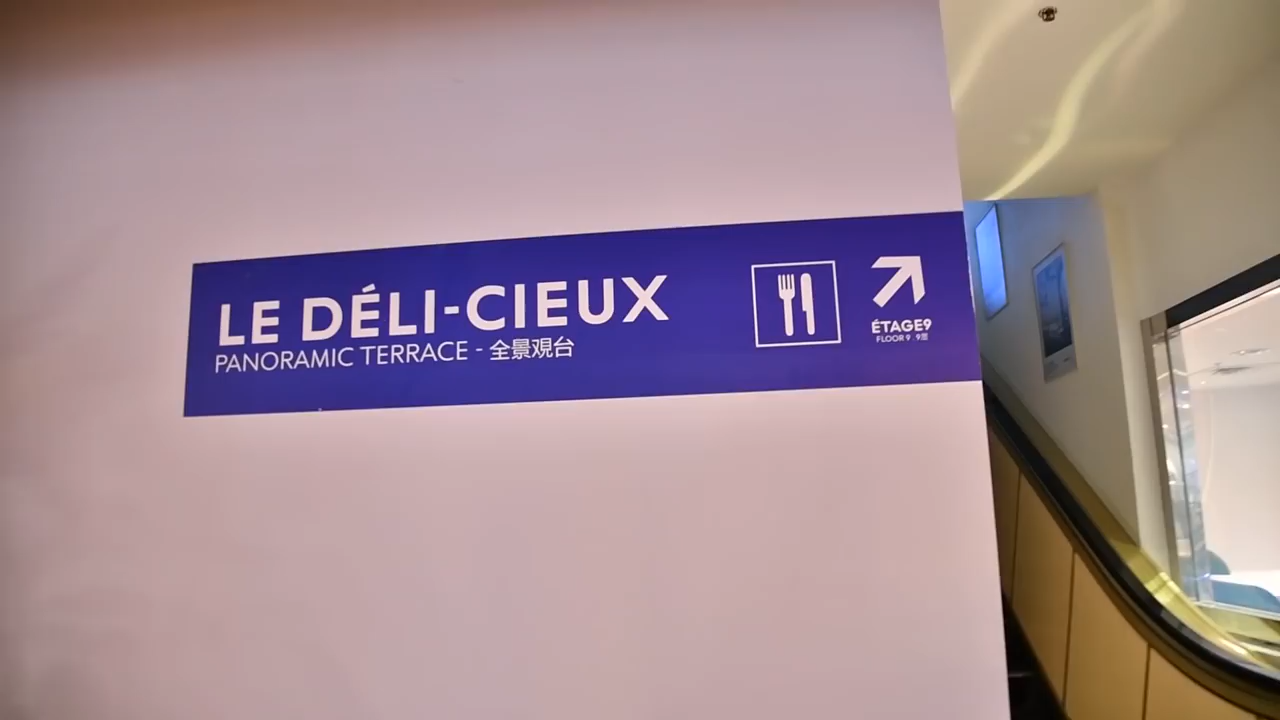 LE DÉLI-CIEUX
PANORAMIC TERRACE - 全景观台
ÉTAGE9
FLOOR 9 . 9层